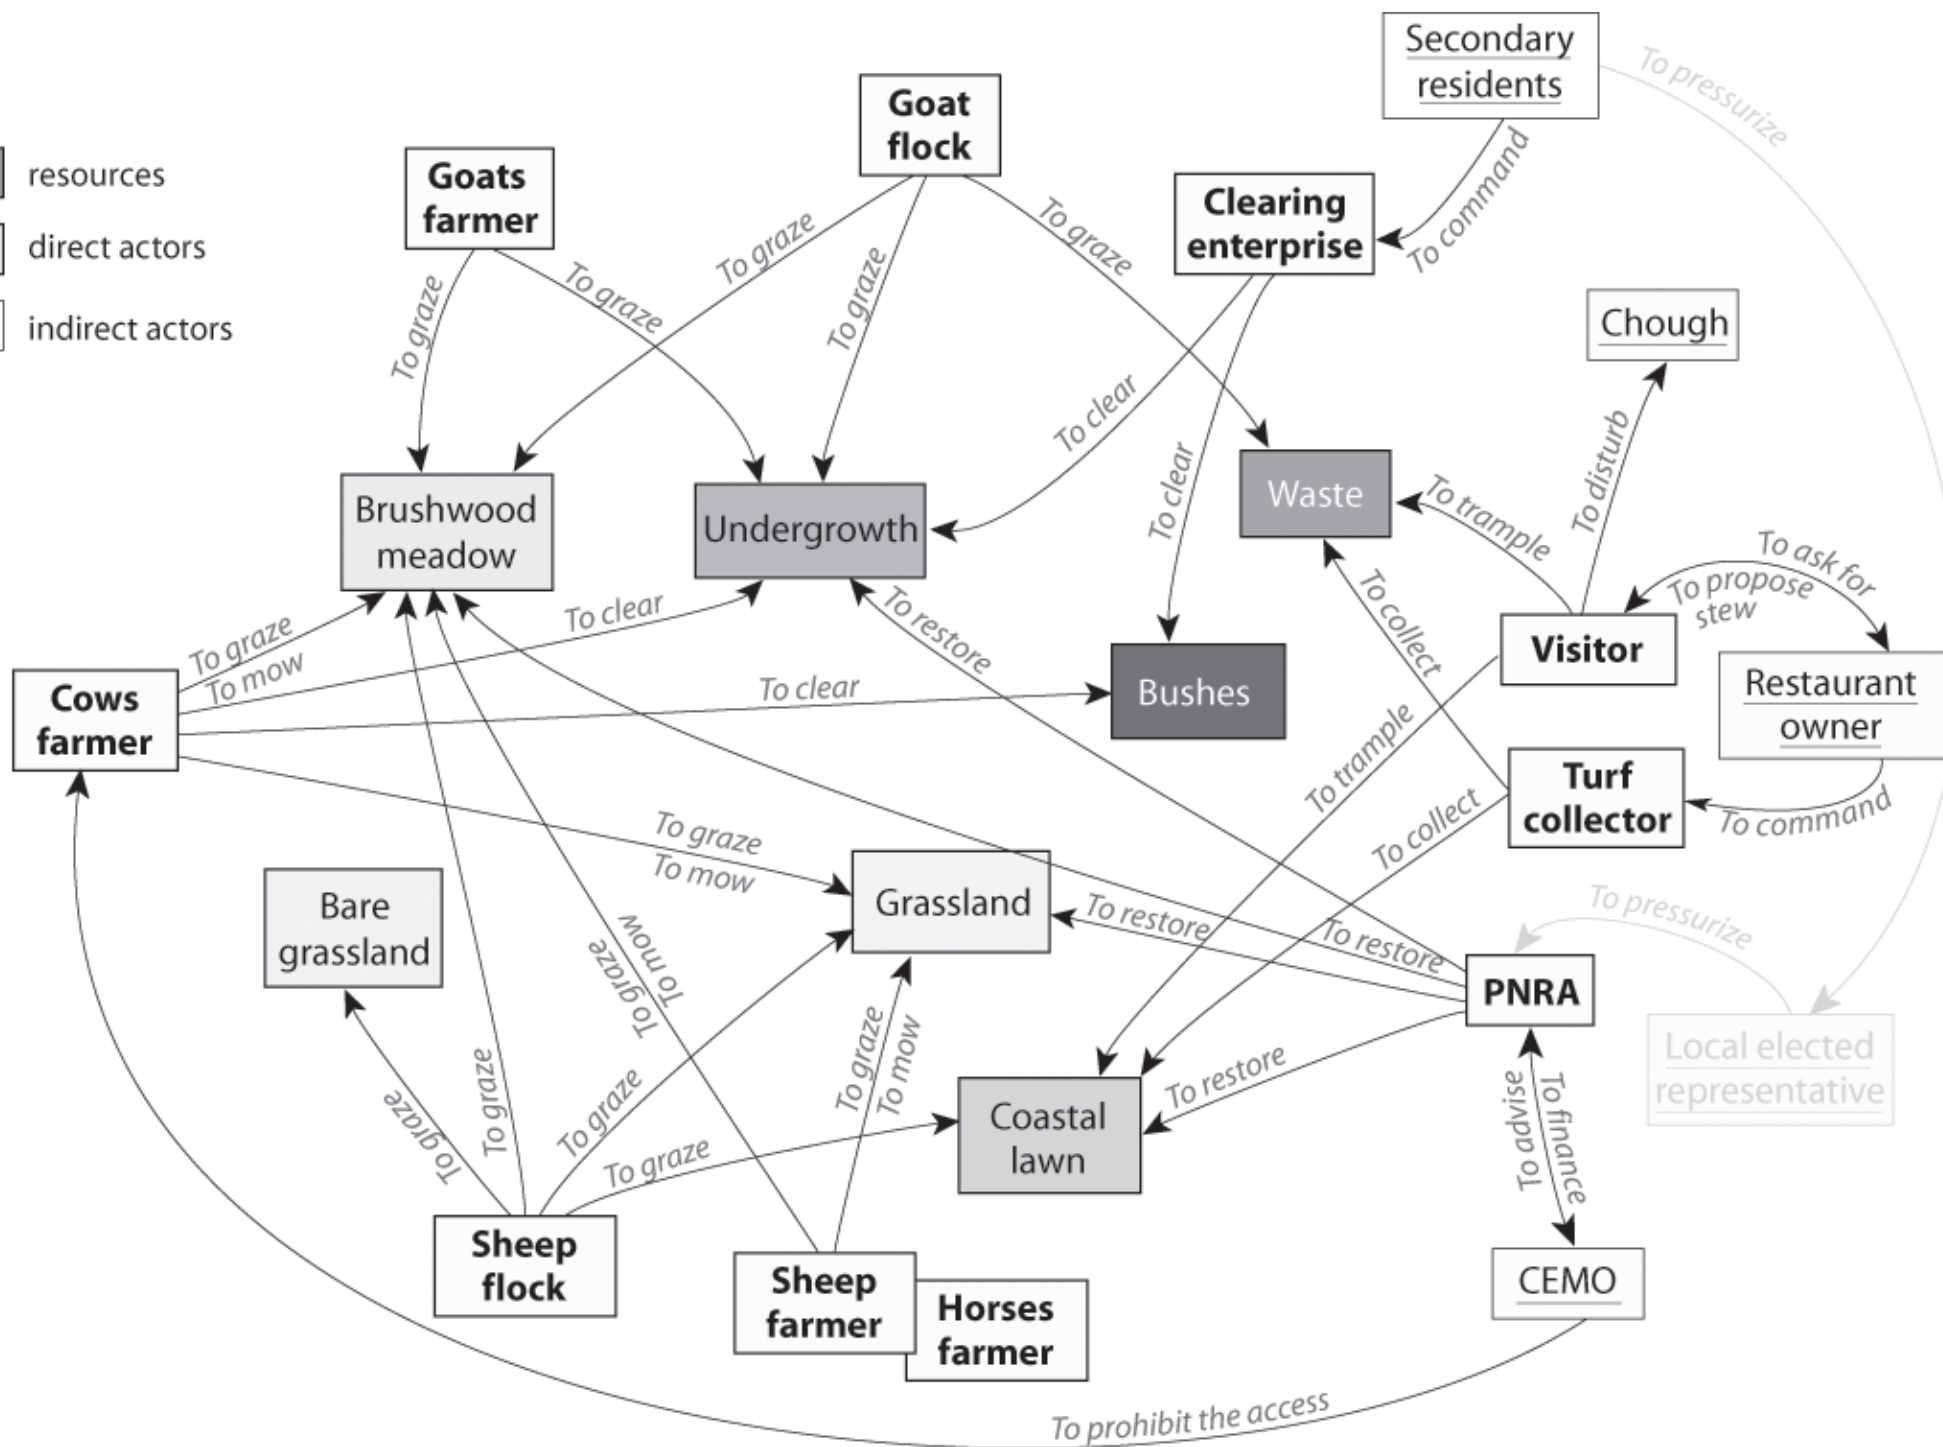 Secondary
residents
To pressurize
Goat
flock
To command
resources
Goats
farmer
Clearing
enterprise
direct actors
To graze
To graze
To graze
To graze
To graze
indirect actors
Chough
To clear
To clear
To disturb
Brushwood
meadow
Undergrowth
Waste
To trample
To ask for
To propose
stew
To graze
To mow
To clear
To restore
To collect
Visitor
Cows
farmer
To clear
Bushes
Restaurant
owner
To trample
Turf
collector
To command
To graze
To mow
To collect
Bare
grassland
Grassland
To restore
To restore
To pressurize
To mow
To graze
PNRA
Local elected
representative
To graze
To graze
To graze
To graze
To mow
To graze
Coastal
lawn
To restore
To advise
To finance
Sheep
flock
Sheep
farmer
Horses
farmer
CEMO
To prohibit the access